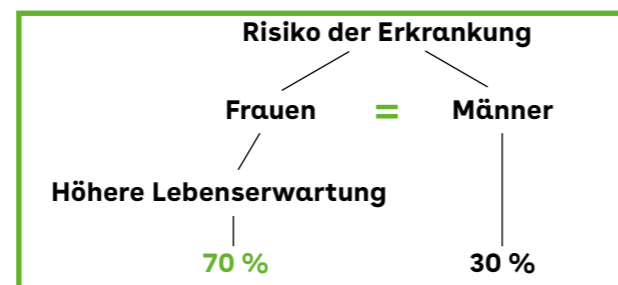 Risiko der Erkrankung
Frauen = Männer
Höhere Lebenserwartung
70 % 30 %